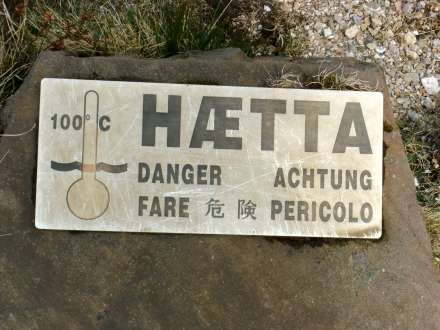 100° C
HÆTTA
DANGER ACHTUNG
FARE 危険 PERICOLO